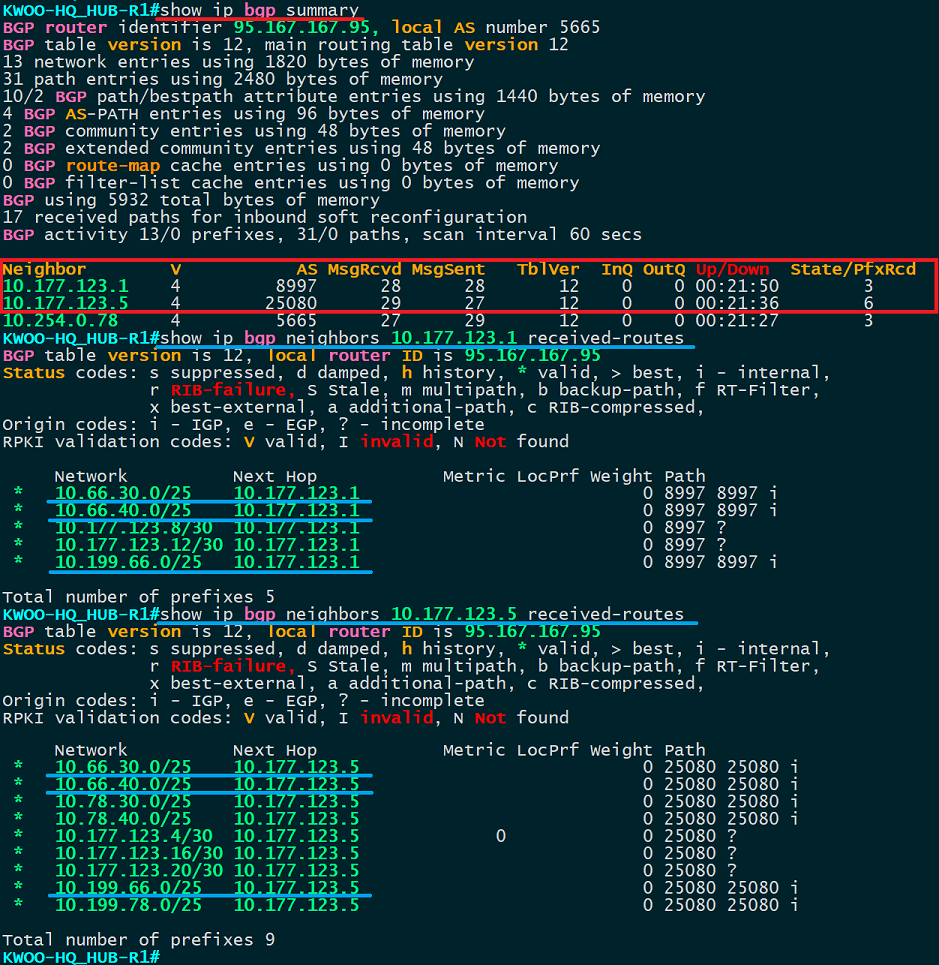 KWOO-HQ_HUB-R1#show ip bgp summary
BGP router identifier 95.167.167.95, local AS number 5665
BGP table version is 12, main routing table version 12
13 network entries using 1820 bytes of memory
31 path entries using 2480 bytes of memory
10/2 BGP path/bestpath attribute entries using 1440 bytes of memory
4 BGP AS-PATH entries using 96 bytes of memory
2 BGP community entries using 48 bytes of memory
2 BGP extended community entries using 48 bytes of memory
0 BGP route-map cache entries using 0 bytes of memory
0 BGP filter-list cache entries using 0 bytes of memory
BGP using 5932 total bytes of memory
17 received paths for inbound soft reconfiguration
BGP activity 13/0 prefixes, 31/0 paths, scan interval 60 secs
Neighbor V AS MsgRcvd MsgSent TblVer InQ OutQ Up/Down State/PfxRcd
10.177.123.1 4 8997 28 28 12 0 0 00:21:50 3
10.177.123.5 4 25080 29 27 12 0 0 00:21:36 6
10.254.0.78 4 5665 27 29 12 0 0 00:21:27 3
KWOO-HQ_HUB-R1#show ip bgp neighbors 10.177.123.1 received-routes
BGP table version is 12, local router ID is 95.167.167.95
Status codes: s suppressed, d damped, h history, * valid, > best, i - internal,
r RIB-failure, S Stale, m multipath, b backup-path, f RT-Filter,
x best-external, a additional-path, c RIB-compressed,
Origin codes: i - IGP, e - EGP, ? - incomplete
RPKI validation codes: V valid, I invalid, N Not found
Network Next Hop Metric LocPrf Weight Path
* 10.66.30.0/25 10.177.123.1 0 8997 8997 i
* 10.66.40.0/25 10.177.123.1 0 8997 8997 i
* 10.177.123.8/30 10.177.123.1 0 8997 ?
* 10.177.123.12/30 10.177.123.1 0 8997 ?
* 10.199.66.0/25 10.177.123.1 0 8997 8997 i
Total number of prefixes 5
KWOO-HQ_HUB-R1#show ip bgp neighbors 10.177.123.5 received-routes
BGP table version is 12, local router ID is 95.167.167.95
Status codes: s suppressed, d damped, h history, * valid, > best, i - internal,
r RIB-failure, S Stale, m multipath, b backup-path, f RT-Filter,
x best-external, a additional-path, c RIB-compressed,
Origin codes: i - IGP, e - EGP, ? - incomplete
RPKI validation codes: V valid, I invalid, N Not found
Network Next Hop Metric LocPrf Weight Path
* 10.66.30.0/25 10.177.123.5 0 25080 25080 i
* 10.66.40.0/25 10.177.123.5 0 25080 25080 i
* 10.78.30.0/25 10.177.123.5 0 25080 25080 i
* 10.78.40.0/25 10.177.123.5 0 25080 25080 i
* 10.177.123.4/30 10.177.123.5 0 0 25080 ?
* 10.177.123.16/30 10.177.123.5 0 25080 ?
* 10.177.123.20/30 10.177.123.5 0 25080 ?
* 10.199.66.0/25 10.177.123.5 0 25080 25080 i
* 10.199.78.0/25 10.177.123.5 0 25080 25080 i
Total number of prefixes 9
KWOO-HQ_HUB-R1#